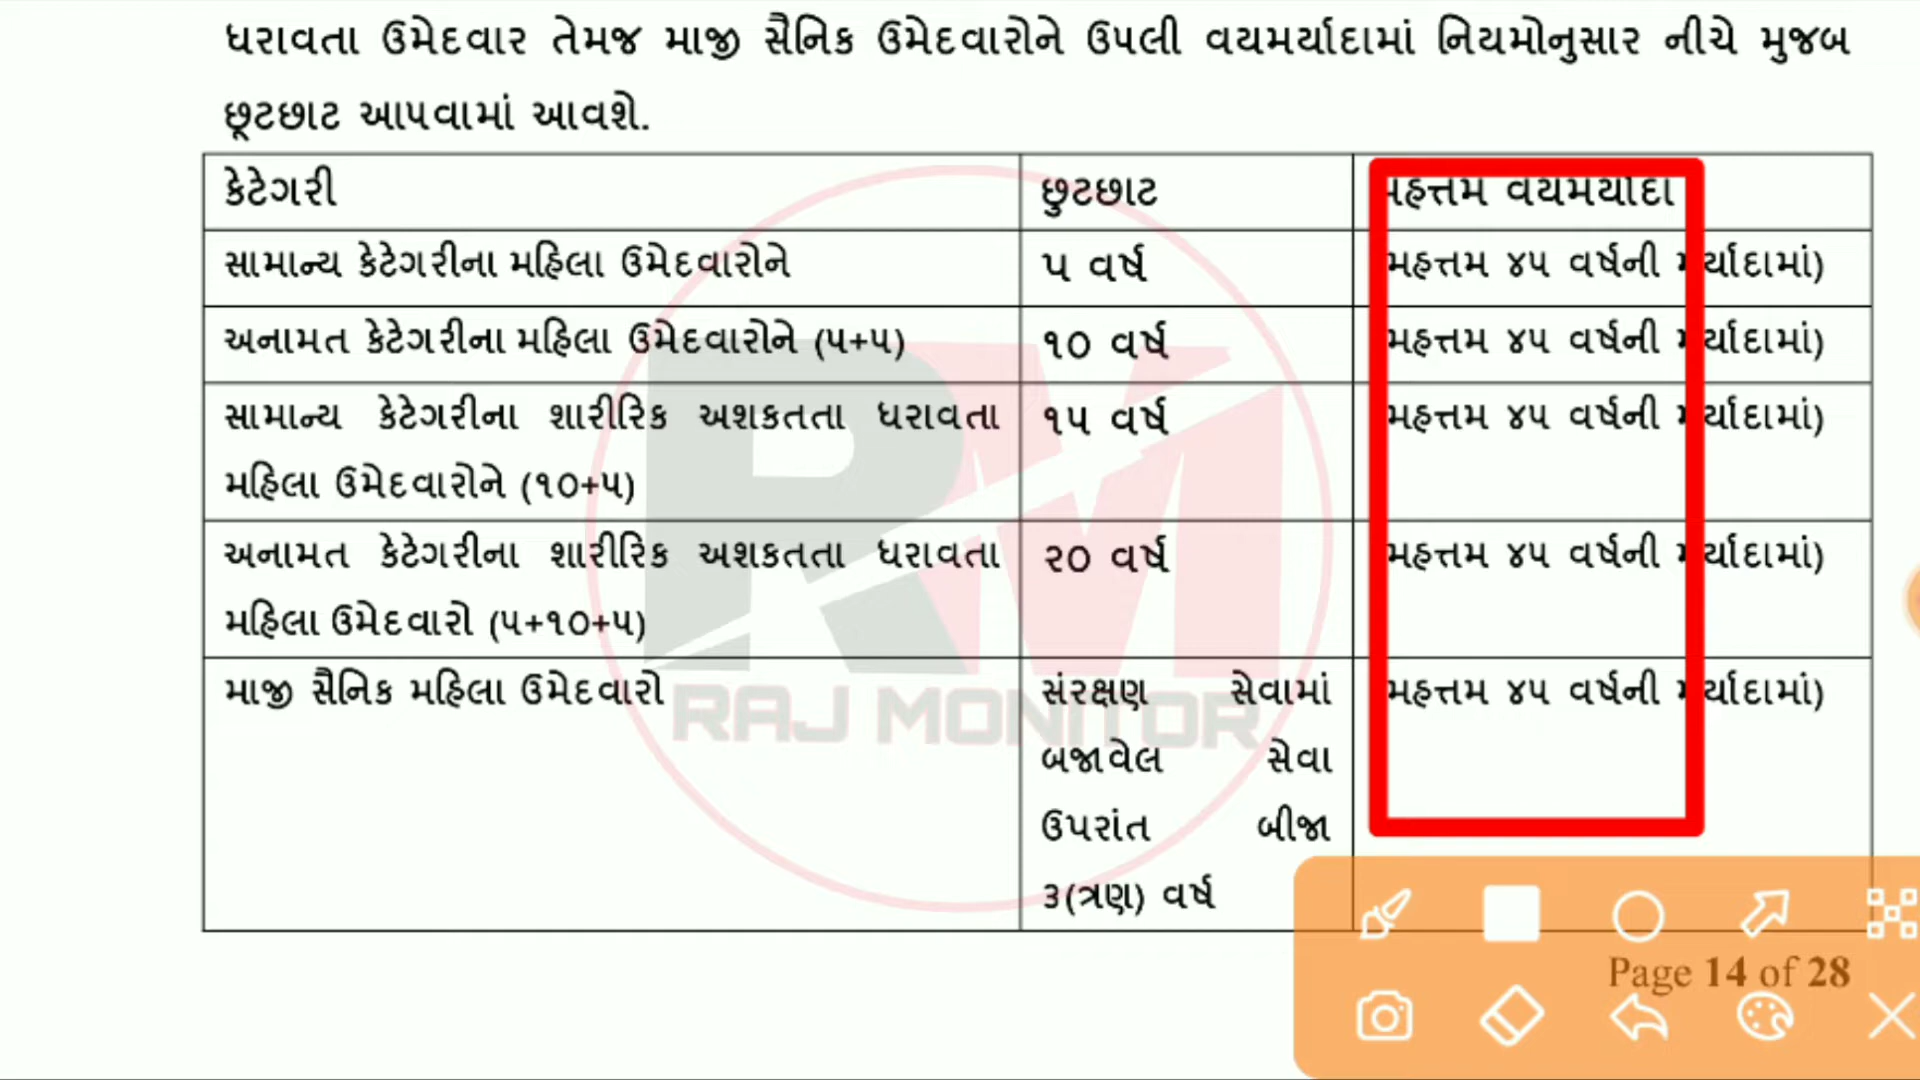 ધરાવતા ઉમેદવાર તેમજ માજી સૈનિક ઉમેદવારોને ઉપલી વયમર્યાદામાં નિયમોનુસાર નીચે મુજબ
છૂટછાટ આપવામાં આવશે.
કેટેગરી છુટછાટ મહત્તમ વયમર્યાદા
સામાન્ય કેટેગરીના મહિલા ઉમેદવારોને ૫ વર્ષ મહત્તમ ૪૫ વર્ષની મર્યાદામાં)
અનામત કેટેગરીના મહિલા ઉમેદવારોને (૫+૫) ૧૦ વર્ષ મહત્તમ ૪૫ વર્ષની મર્યાદામાં)
સામાન્ય કેટેગરીના શારીરિક અશકતતા ધરાવતા ૧૫ વર્ષ મહત્તમ ૪૫ વર્ષની મર્યાદામાં)
મહિલા ઉમેદવારોને (૧૦+૫)
અનામત કેટેગરીના શારીરિક અશકતતા ધરાવતા ૨૦ વર્ષ મહત્તમ ૪૫ વર્ષની મર્યાદામાં)
મહિલા ઉમેદવારો (૫+૧૦+૫)
માજી સૈનિક મહિલા ઉમેદવારો સંરક્ષણ સેવામાં મહત્તમ ૪૫ વર્ષની મર્યાદામાં)
બજાવેલ સેવા
ઉપરાંત બીજા
૩(ત્રણ) વર્ષ
RM
RAJ MONITOR
Page 14 of 28